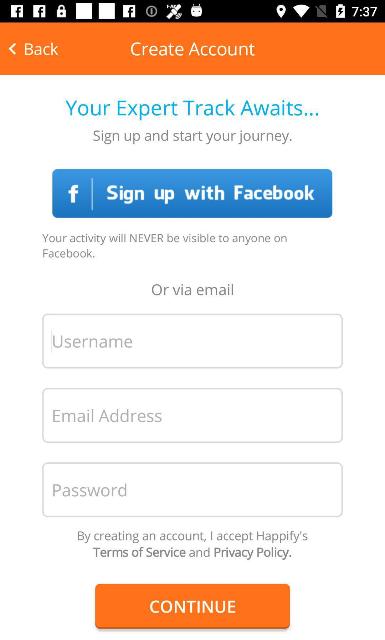 7:37
Back
Create Account
Your Expert Track Awaits...
Sign up and start your journey.
f Sign up with Facebook
Your activity will NEVER be visible to anyone on
Facebook.
Or via email
Username
Email Address
Password
By creating an account, I accept Happify's
Terms of Service and Privacy Policy.
CONTINUE